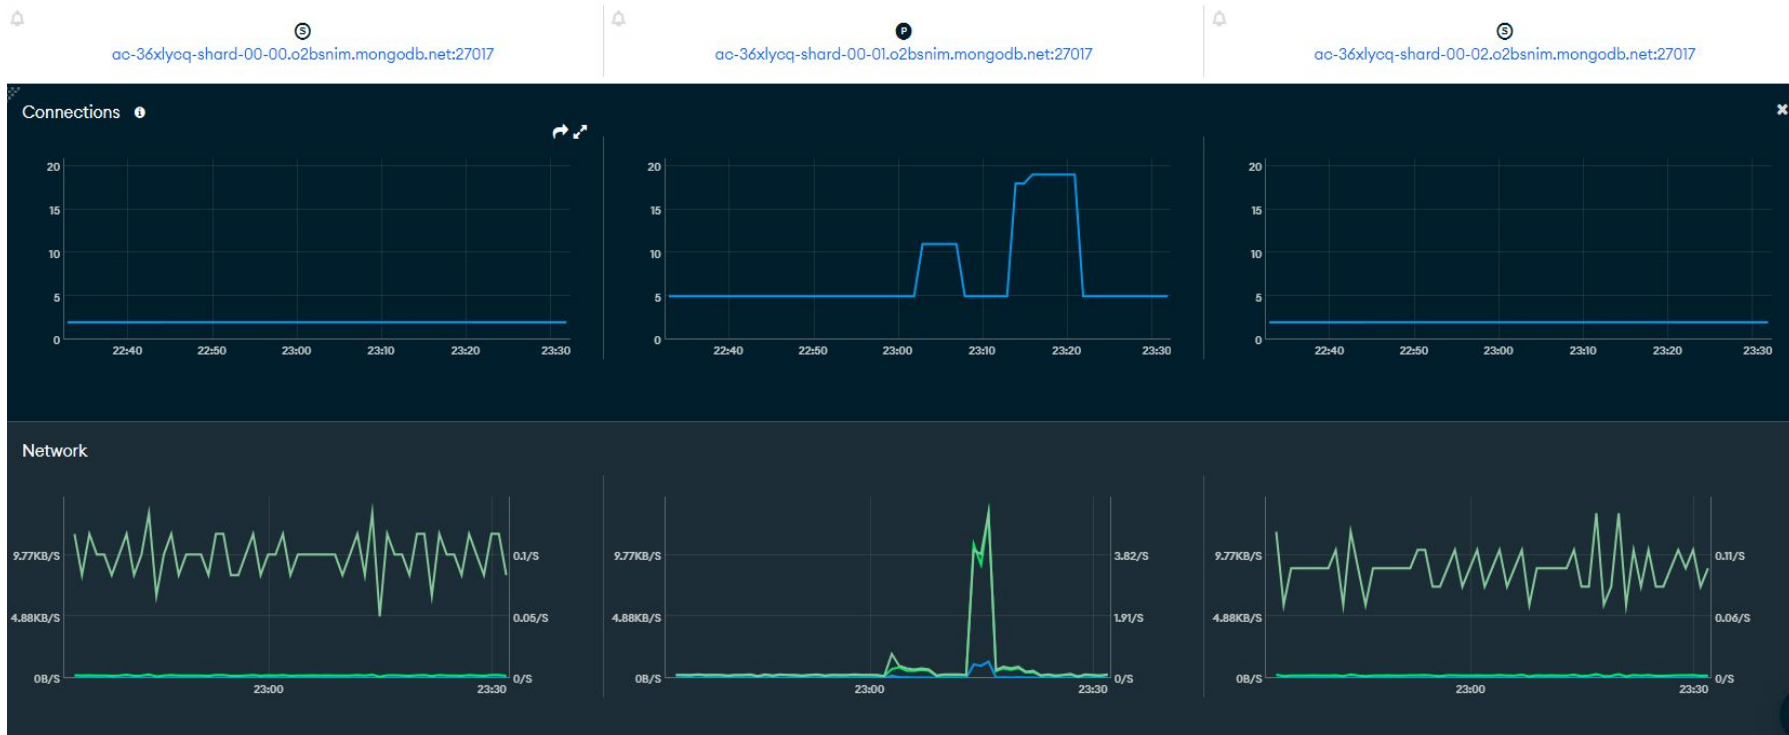 S
ac-36xlycq-shard-00-00.o2bsnim.mongodb.net:27017
P
ac-36xlycq-shard-00-01.o2bsnim.mongodb.net:27017
S
ac-36xlycq-shard-00-02.o2bsnim.mongodb.net:27017
Connections
20
15
10
5
0
22:40 22:50 23:00 23:10 23:20 23:30
20
15
10
5
0
22:40 22:50 23:00 23:10 23:20 23:30
20
15
10
5
0
22:40 22:50 23:00 23:10 23:20 23:30
Network
9.77KB/S 0.1/S
4.88KB/S 0.05/S
0B/S 0/S
23:00 23:30
9.77KB/S 3.82/S
4.88KB/S 1.91/S
0B/S 0/S
23:00 23:30
9.77KB/S 0.11/S
4.88KB/S 0.06/S
0B/S 0/S
23:00 23:30